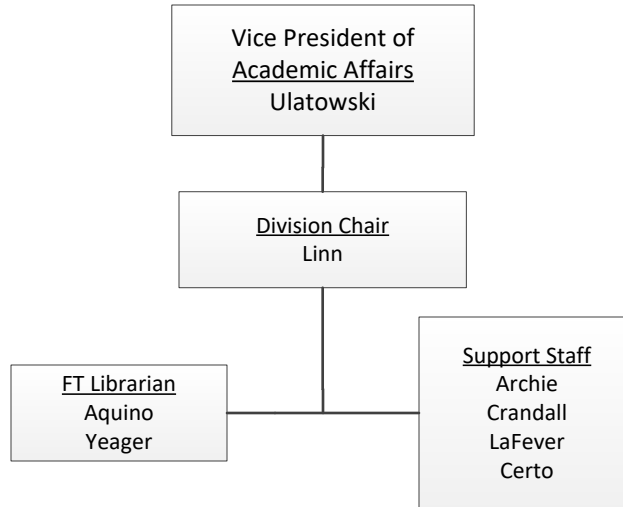 Vice President of
Academic Affairs
Ulatowski
Division Chair
Linn
FT Librarian
Aquino
Yeager
Support Staff
Archie
Crandall
LaFever
Certo